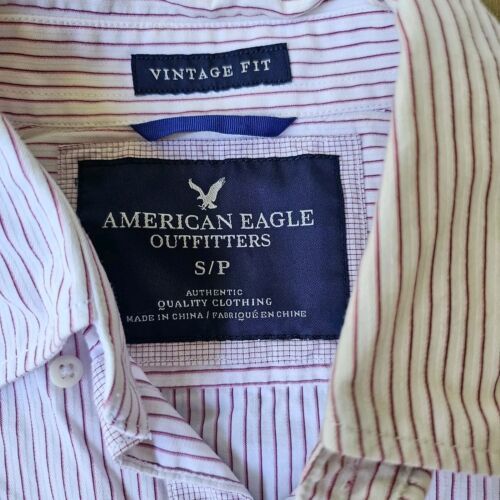 VINTAGE FIT
AMERICAN EAGLE
OUTFITTERS
S/P
AUTHENTIC
QUALITY CLOTHING
MADE IN CHINA / FABRIQUÉ EN CHINE